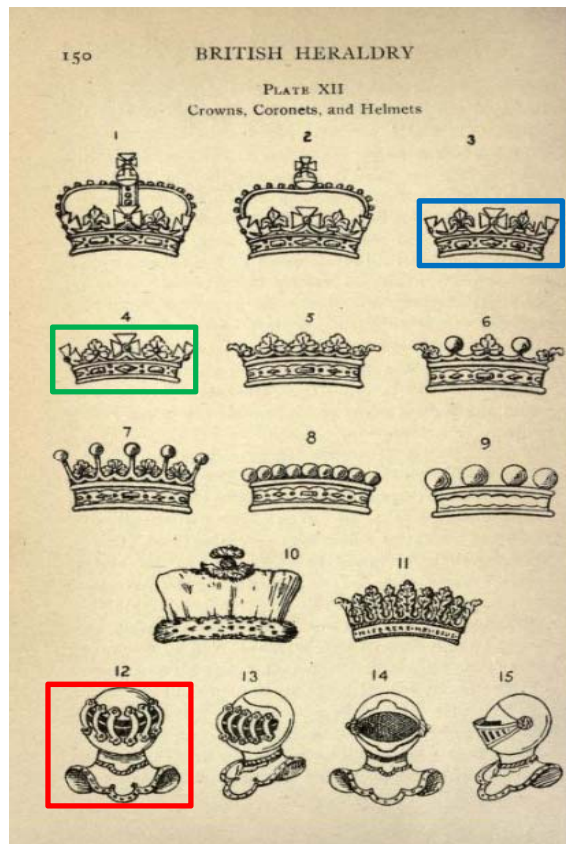 150 BRITISH HERALDRY
PLATE XII
Crowns, Coronets, and Helmets
1 2 3
4 5 6
7 8 9
10 11
12 13 14 15